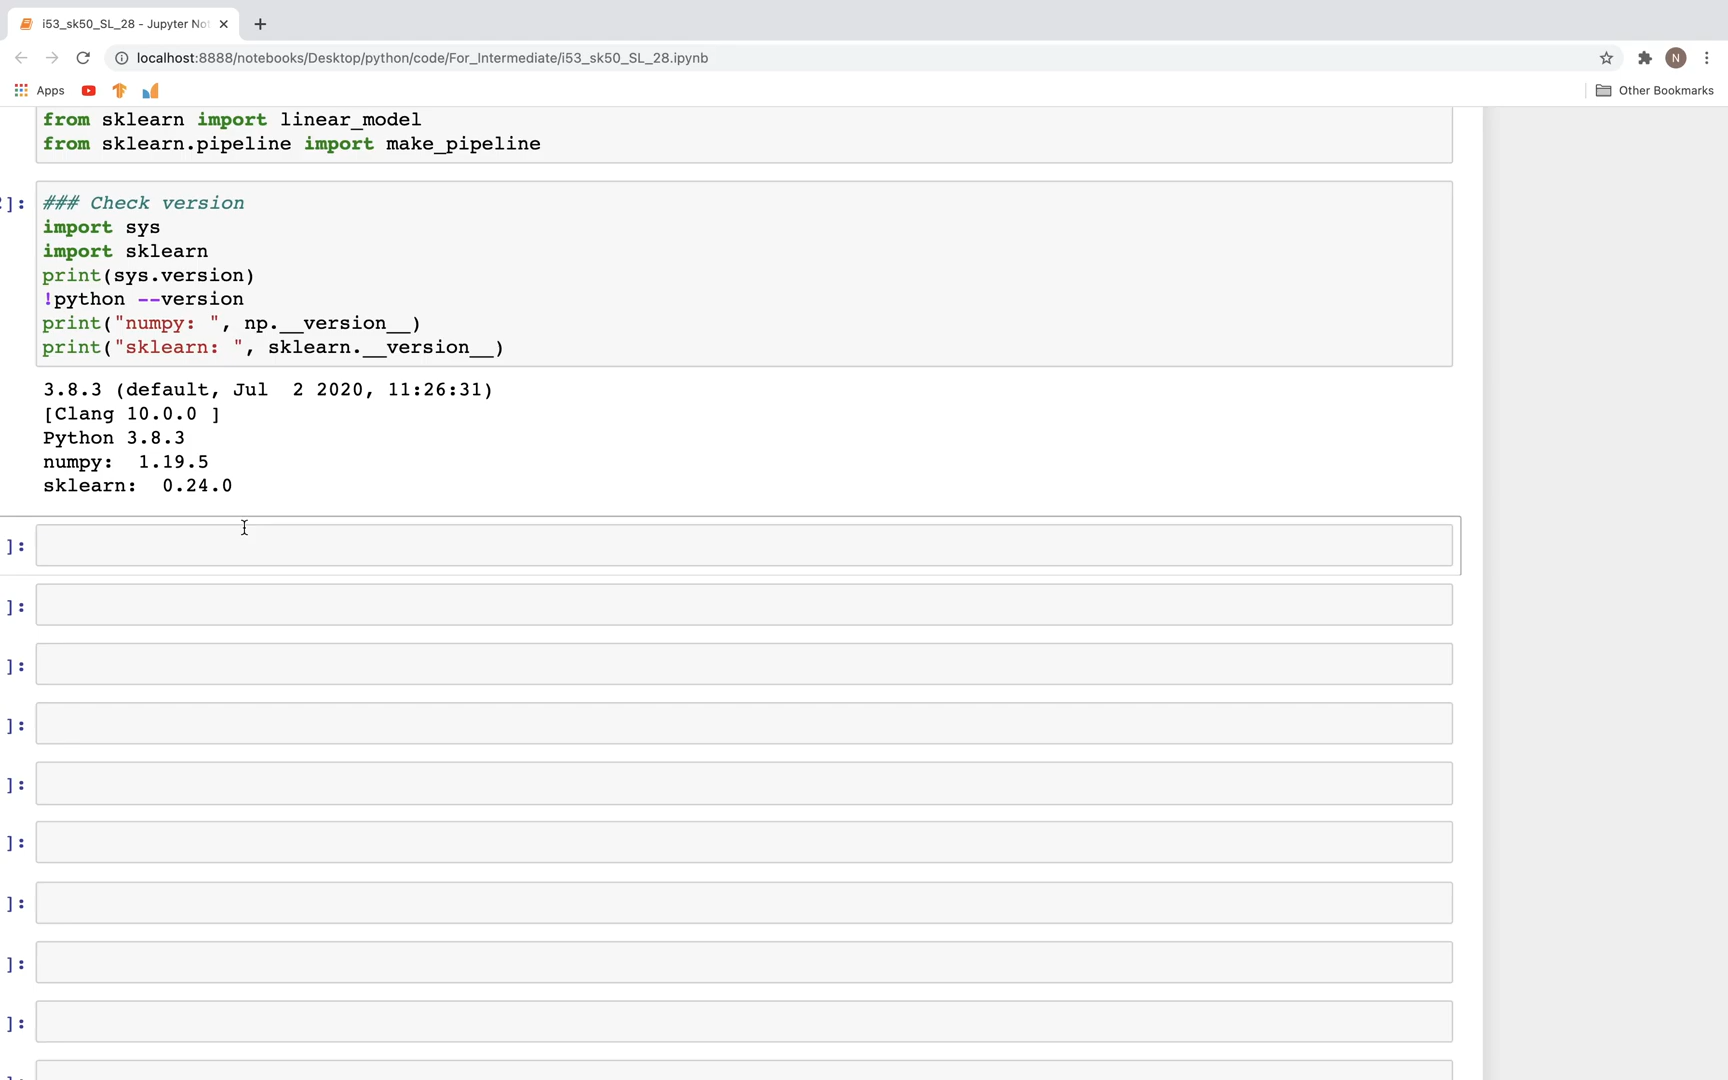 i53_sk50_SL_28 - Jupyter No
localhost:8888/notebooks/Desktop/python/code/For_Intermediate/i53_sk50_SL_28.ipynb
N
Apps
Other Bookmarks
from sklearn import linear_model
from sklearn.pipeline import make_pipeline
]: ### Check version
import sys
import sklearn
print(sys.version)
!python --version
print("numpy: ", np.__version__)
print("sklearn: ", sklearn.__version__)
3.8.3 (default, Jul  2 2020, 11:26:31)
[Clang 10.0.0 ]
Python 3.8.3
numpy:  1.19.5
sklearn:  0.24.0
]:
]:
]:
]:
]:
]:
]:
]:
]: